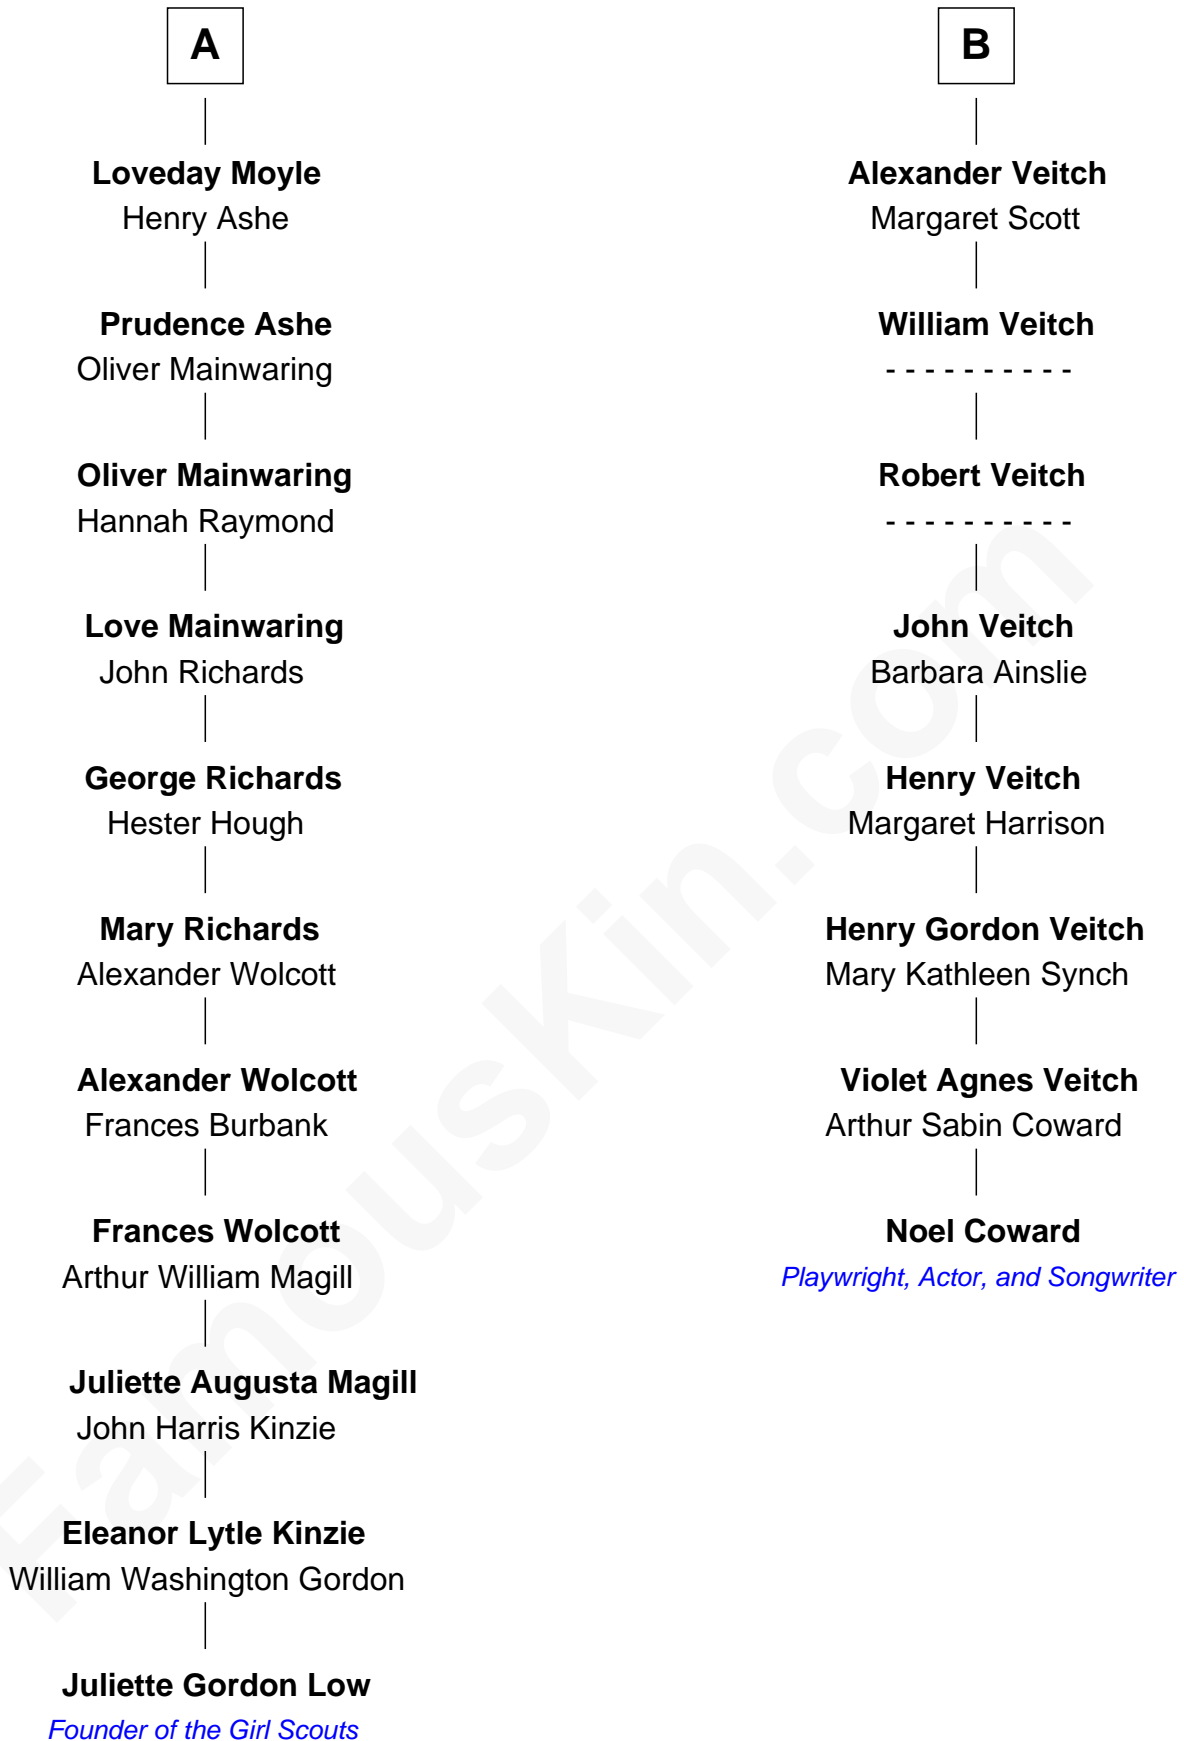 A
Loveday Moyle
Henry Ashe
Prudence Ashe
Oliver Mainwaring
Oliver Mainwaring
Hannah Raymond
Love Mainwaring
John Richards
George Richards
Hester Hough
Mary Richards
Alexander Wolcott
Alexander Wolcott
Frances Burbank
Frances Wolcott
Arthur William Magill
Juliette Augusta Magill
John Harris Kinzie
Eleanor Lytle Kinzie
William Washington Gordon
Juliette Gordon Low
Founder of the Girl Scouts
B
Alexander Veitch
Margaret Scott
William Veitch
- - - - - - - - - -
Robert Veitch
- - - - - - - - - -
John Veitch
Barbara Ainslie
Henry Veitch
Margaret Harrison
Henry Gordon Veitch
Mary Kathleen Synch
Violet Agnes Veitch
Arthur Sabin Coward
Noel Coward
Playwright, Actor, and Songwriter
FamousKin.com